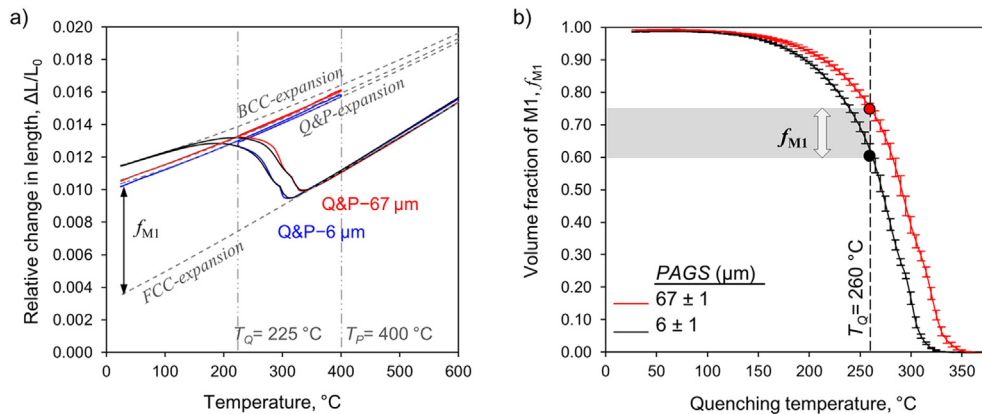 a)
Relative change in length, ΔL/L0
0.020
0.018
0.016
0.014
0.012
0.010
0.008
0.006
0.004
0.002
0.000
BCC-expansion
Q&P-expansion
Q&P−67 µm
Q&P−6 µm
fM1
FCC-expansion
TQ= 225 °C
TP= 400 °C
0 100 200 300 400 500 600
Temperature, °C
b)
Volume fraction of M1, fM1
1.00
0.90
0.80
0.70
0.60
0.50
0.40
0.30
0.20
0.10
0.00
fM1
PAGS (µm)
67 ± 1
6 ± 1
TQ= 260 °C
0 50 100 150 200 250 300 350
Quenching temperature, °C